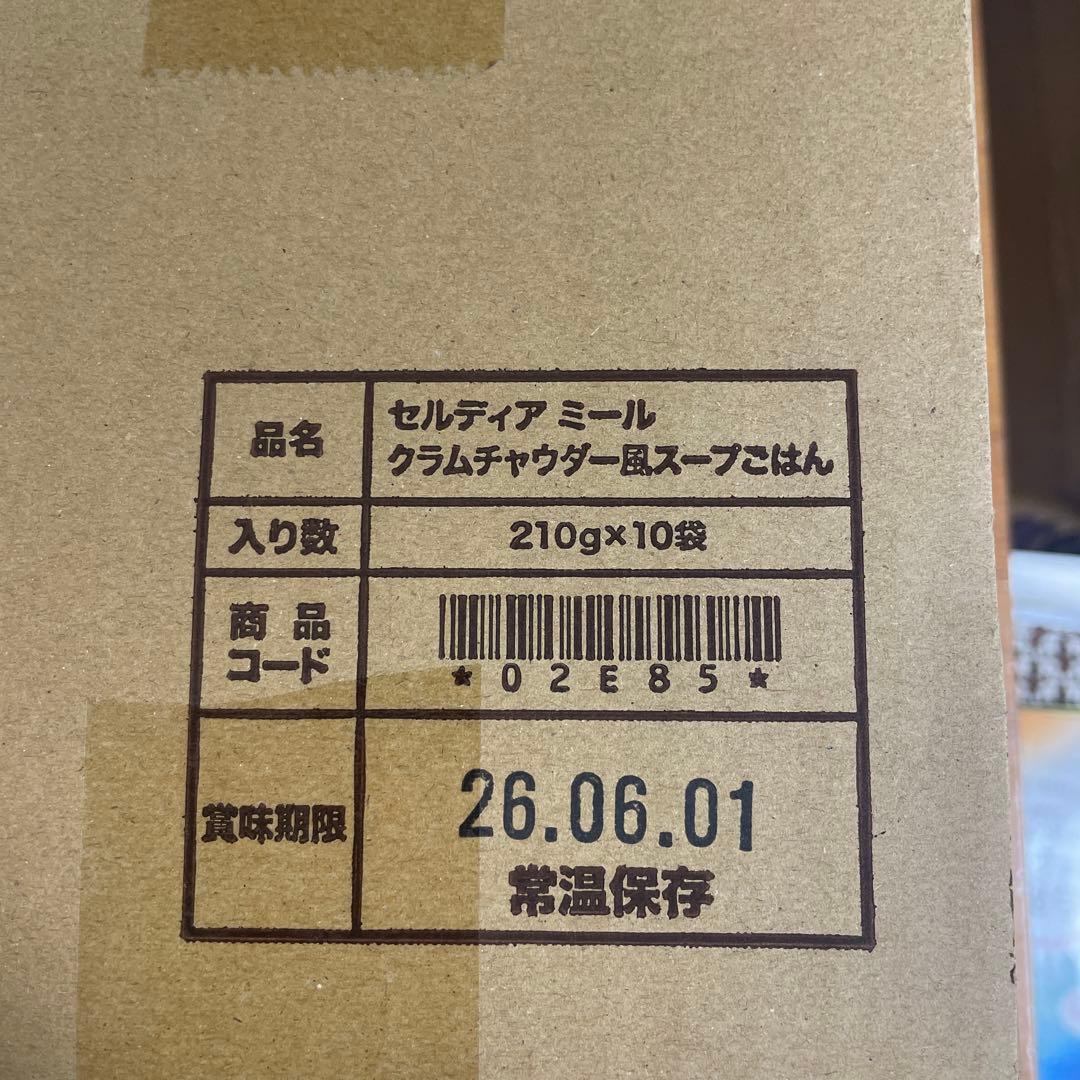 品名
セルディア ミール
クラムチャウダー風スープごはん
入り数
210g×10袋
商品
コード
*02E85*
賞味期限
26.06.01
常温保存